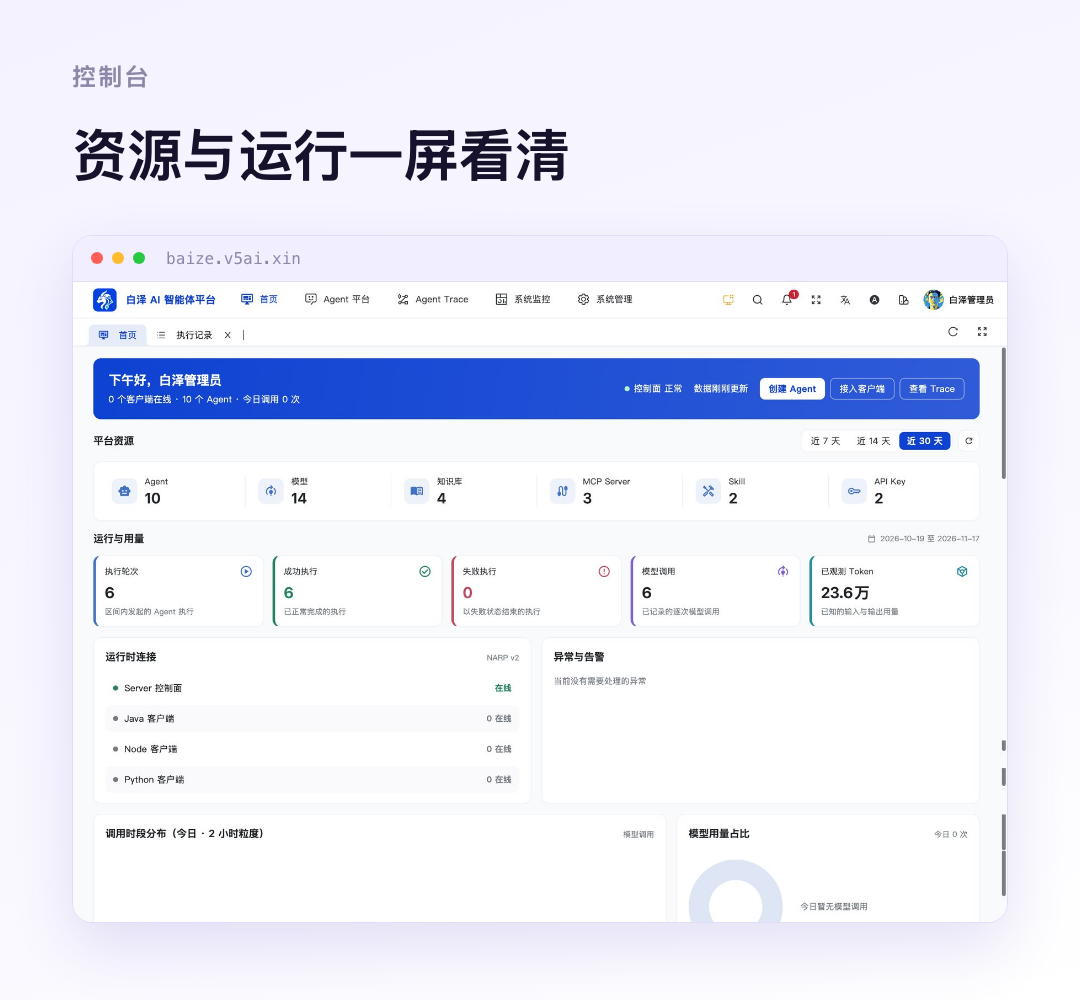 控制台
资源与运行一屏看清
baize.v5ai.xin
白泽 AI 智能体平台 首页 Agent 平台 Agent Trace 系统监控 系统管理 1 白泽管理员
首页 执行记录 X
下午好，白泽管理员
0 个客户端在线 · 10 个 Agent · 今日调用 0 次
控制面 正常 数据刚刚更新 创建 Agent 接入客户端 查看 Trace
平台资源 近 7 天 近 14 天 近 30 天
Agent 模型 知识库 MCP Server Skill API Key
10 14 4 3 2 2
运行与用量 2026-10-19 至 2026-11-17
执行轮次 成功执行 失败执行 模型调用 已观测 Token
6 6 0 6 23.6万
区间内发起的 Agent 执行 已正常完成的执行 以失败状态结束的执行 已记录的逐次模型调用 已知的输入与输出用量
运行时连接 NARP v2 异常与告警
Server 控制面 在线 当前没有需要处理的异常
Java 客户端 0 在线
Node 客户端 0 在线
Python 客户端 0 在线
调用时段分布（今日 · 2 小时粒度） 模型调用 模型用量占比 今日 0 次
今日暂无模型调用